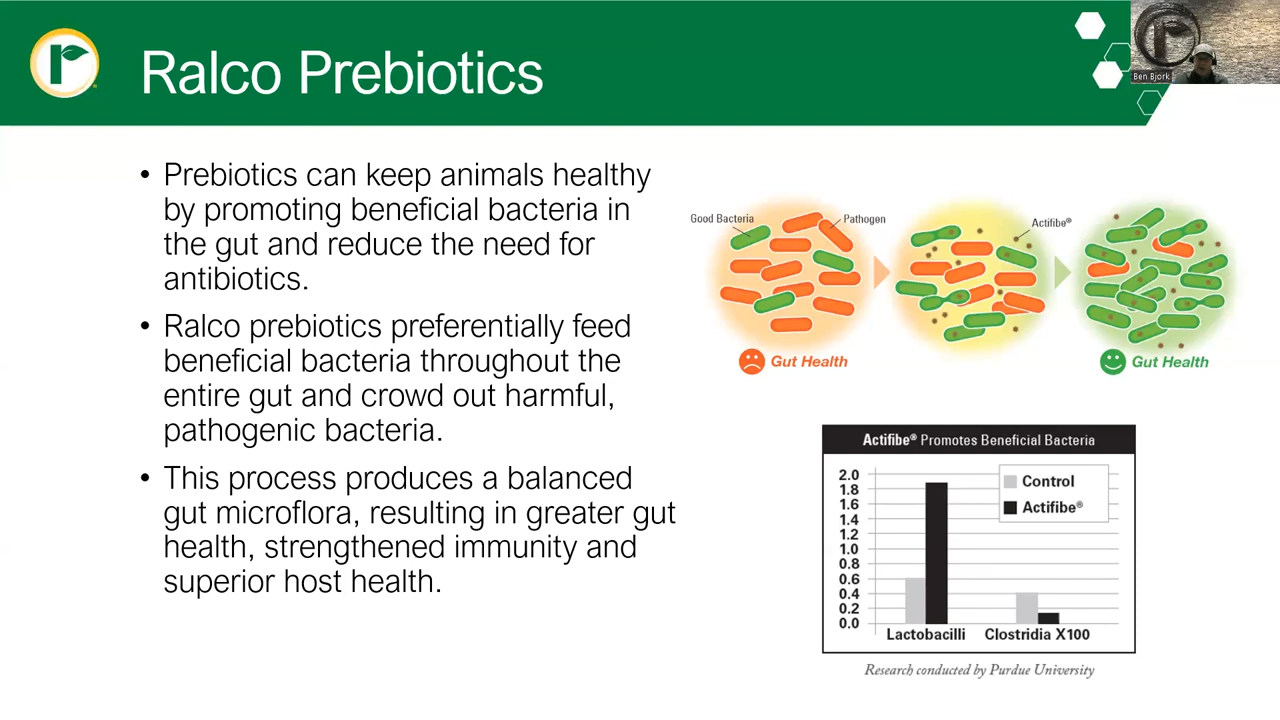 Ralco Prebiotics
Ben Bjork
• Prebiotics can keep animals healthy
by promoting beneficial bacteria in
the gut and reduce the need for
antibiotics.
• Ralco prebiotics preferentially feed
beneficial bacteria throughout the
entire gut and crowd out harmful,
pathogenic bacteria.
• This process produces a balanced
gut microflora, resulting in greater gut
health, strengthened immunity and
superior host health.
Good Bacteria
Pathogen
Actifibe®
Gut Health
Gut Health
Actifibe® Promotes Beneficial Bacteria
2.0
1.8
1.6
1.4
1.2
1.0
0.8
0.6
0.4
0.2
0.0
Control
Actifibe®
Lactobacilli
Clostridia X100
Research conducted by Purdue University